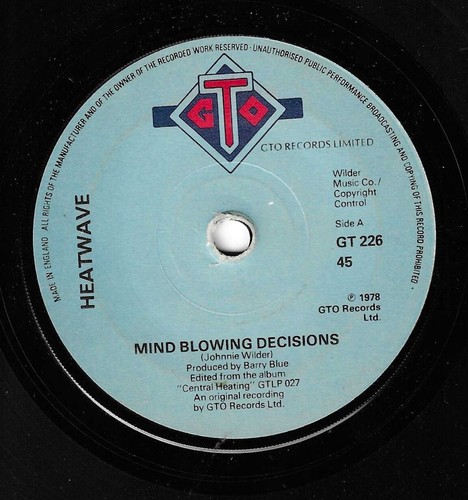 MADE IN ENGLAND ALL RIGHTS OF THE MANUFACTURER AND OF THE OWNER OF THE RECORDED WORK RESERVED · UNAUTHORISED PUBLIC PERFORMANCE BROADCASTING AND COPYING OF THIS RECORD PROHIBITED ·
GTO
GTO RECORDS LIMITED
Wilder
Music Co./
Copyright
Control
Side A
GT 226
45
HEATWAVE
℗ 1978
GTO Records
Ltd.
MIND BLOWING DECISIONS
(Johnnie Wilder)
Produced by Barry Blue
Edited from the album
"Central Heating" GTLP 027
An original recording
by GTO Records Ltd.